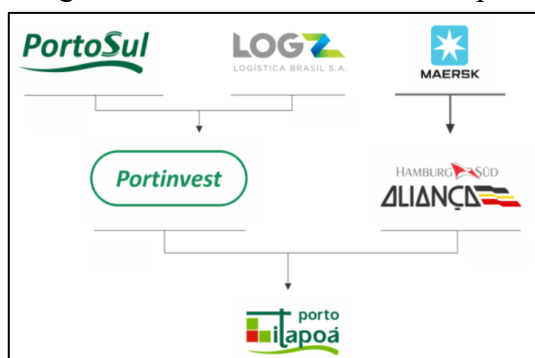 PortoSul
LOGZ
LOGÍSTICA BRASIL S.A.
MAERSK
Portinvest
HAMBURG SÜD
ALIANÇA
porto
itapoá